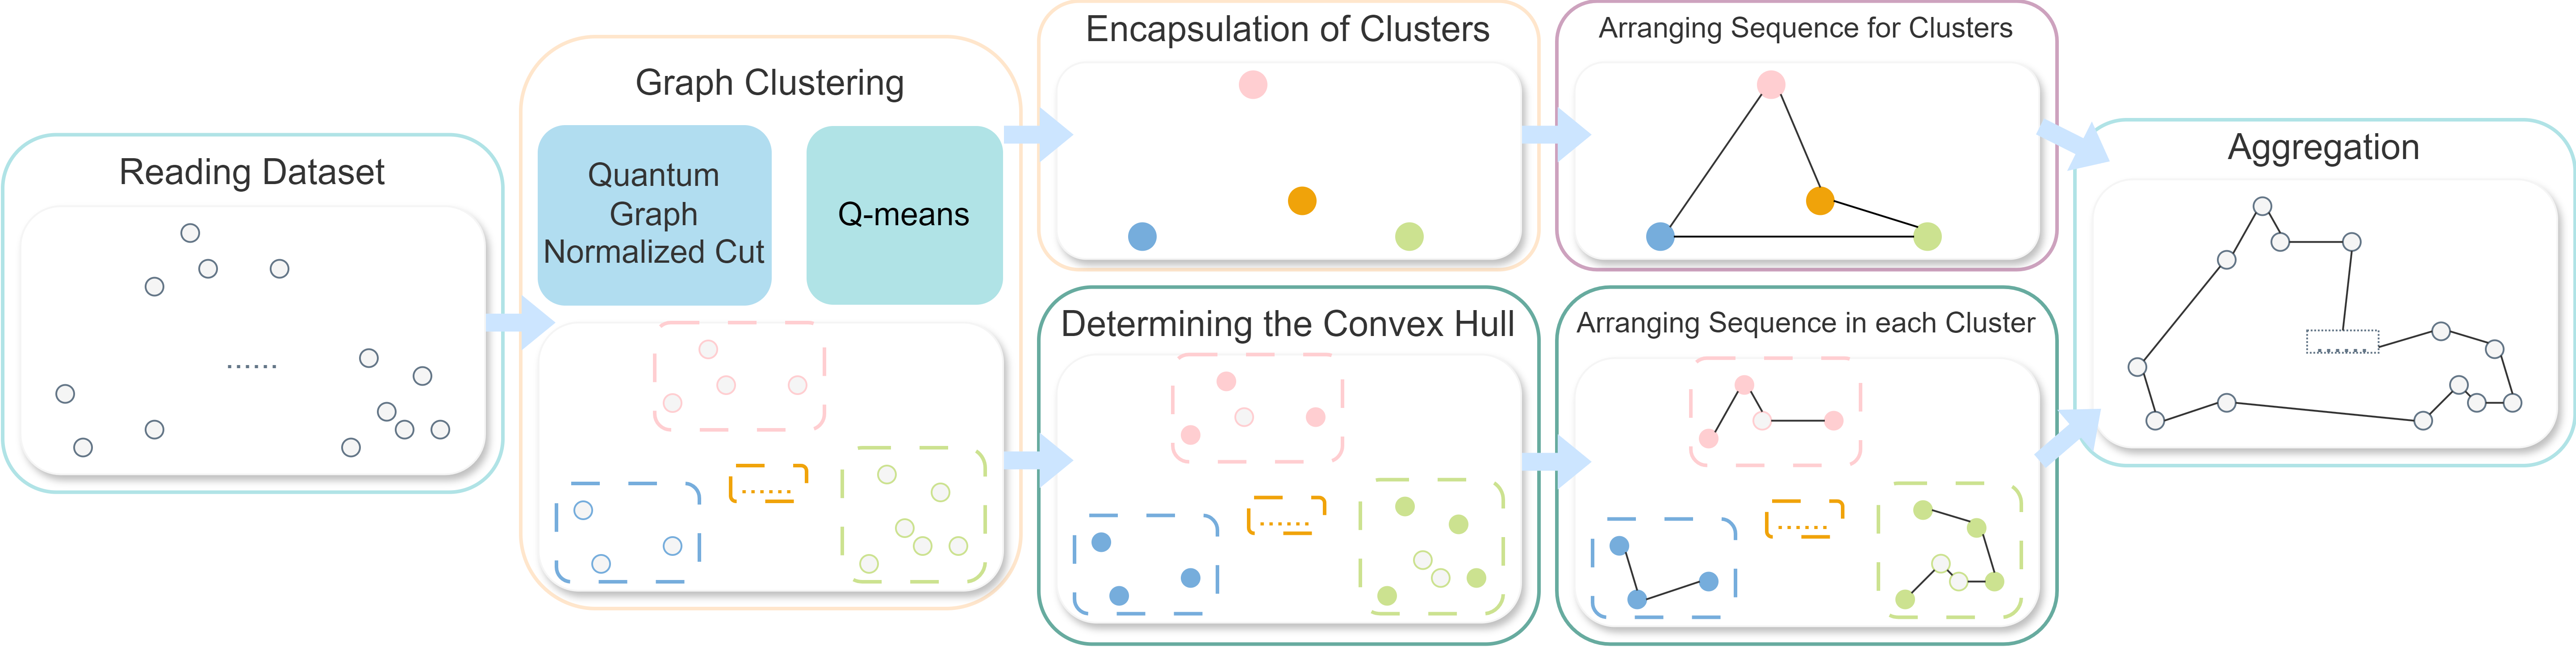 Reading Dataset
......
Graph Clustering
Quantum
Graph
Normalized Cut
Q-means
......
Encapsulation of Clusters
Determining the Convex Hull
......
Arranging Sequence for Clusters
Arranging Sequence in each Cluster
......
Aggregation
......